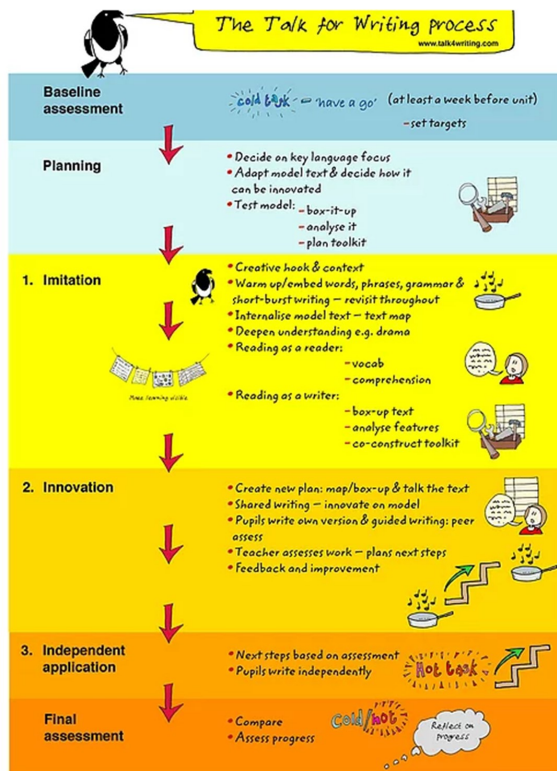 The Talk for Writing process
www.talk4writing.com
Baseline
assessment
cold task – 'have a go' (at least a week before unit)
– set targets
Planning
• Decide on key language focus
• Adapt model text & decide how it
can be innovated
• Test model: – box-it-up
– analyse it
– plan toolkit
1. Imitation
• Creative hook & context
• Warm up/embed words, phrases, grammar &
short-burst writing – revisit throughout
• Internalise model text – text map
• Deepen understanding e.g. drama
• Reading as a reader:
– vocab
– comprehension
Make learning visible
• Reading as a writer:
– box-up text
– analyse features
– co-construct toolkit
2. Innovation
• Create new plan: map/box-up & talk the text
• Shared writing – innovate on model
• Pupils write own version & guided writing: peer
assess
• Teacher assesses work – plans next steps
• Feedback and improvement
3. Independent
application
• Next steps based on assessment
• Pupils write independently
Hot task
Final
assessment
• Compare
• Assess progress
Cold/hot
Reflect on
progress